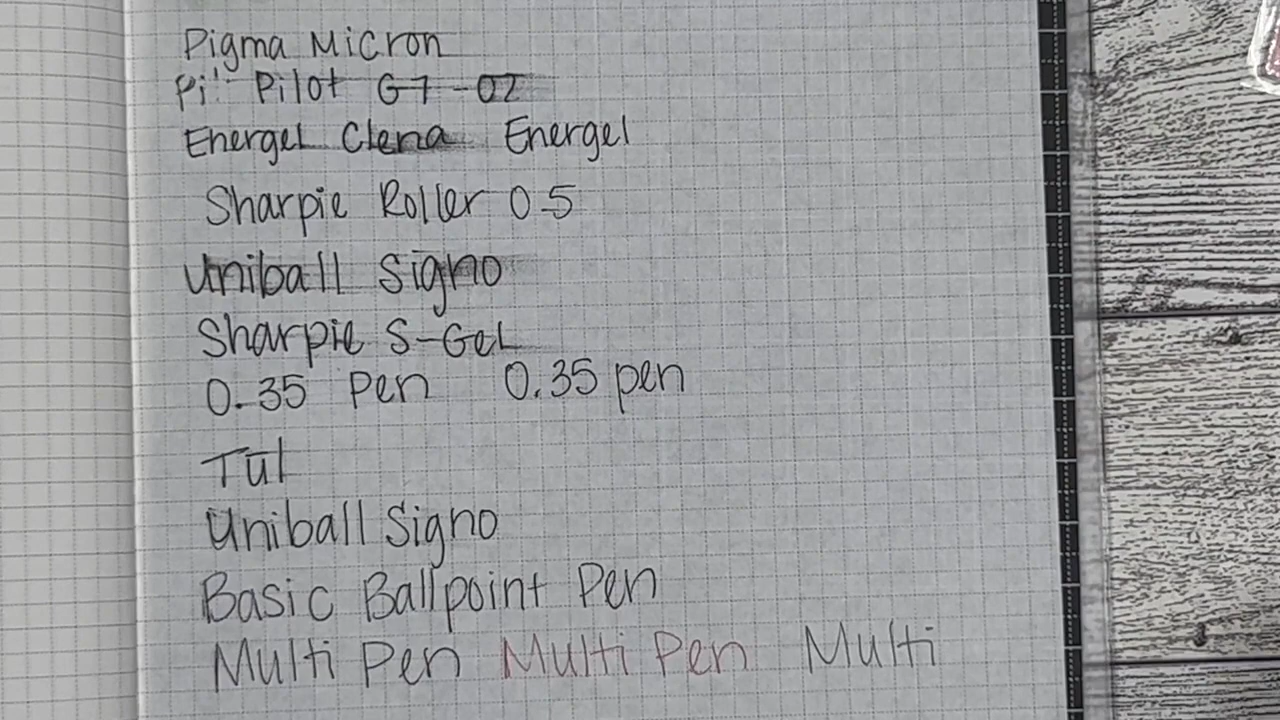 Pigma Micron
Pil Pilot G7-02
Energel Clena Energel
Sharpie Roller 0.5
Uniball Signo
Sharpie S-Gel
0.35 Pen 0.35 pen
Tul
Uniball Signo
Basic Ballpoint Pen
Multi Pen Multi Pen Multi